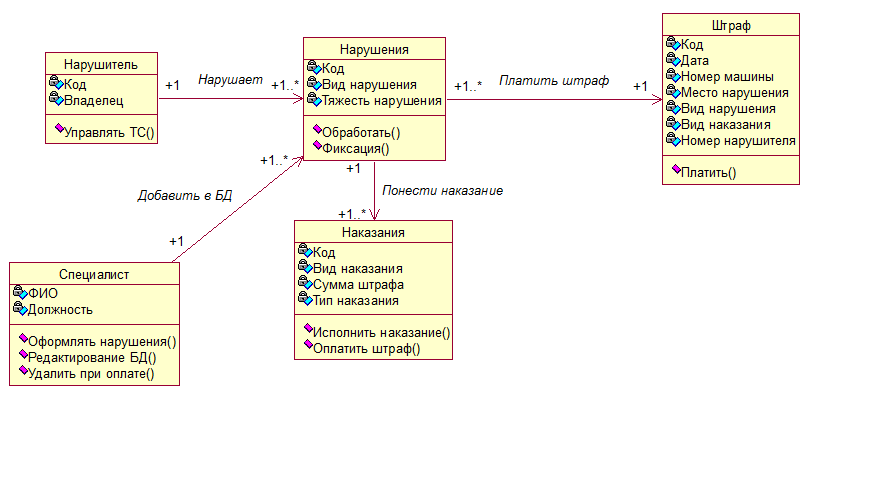 Нарушитель
Код
Владелец
Управлять ТС()
+1
Нарушает
+1..*
Нарушения
Код
Вид нарушения
Тяжесть нарушения
Обработать()
Фиксация()
+1..*
Платить штраф
+1
Штраф
Код
Дата
Номер машины
Место нарушения
Вид нарушения
Вид наказания
Номер нарушителя
Платить()
+1..*
Добавить в БД
+1
+1
Понести наказание
+1..*
Специалист
ФИО
Должность
Оформлять нарушения()
Редактирование БД()
Удалить при оплате()
Наказания
Код
Вид наказания
Сумма штрафа
Тип наказания
Исполнить наказание()
Оплатить штраф()